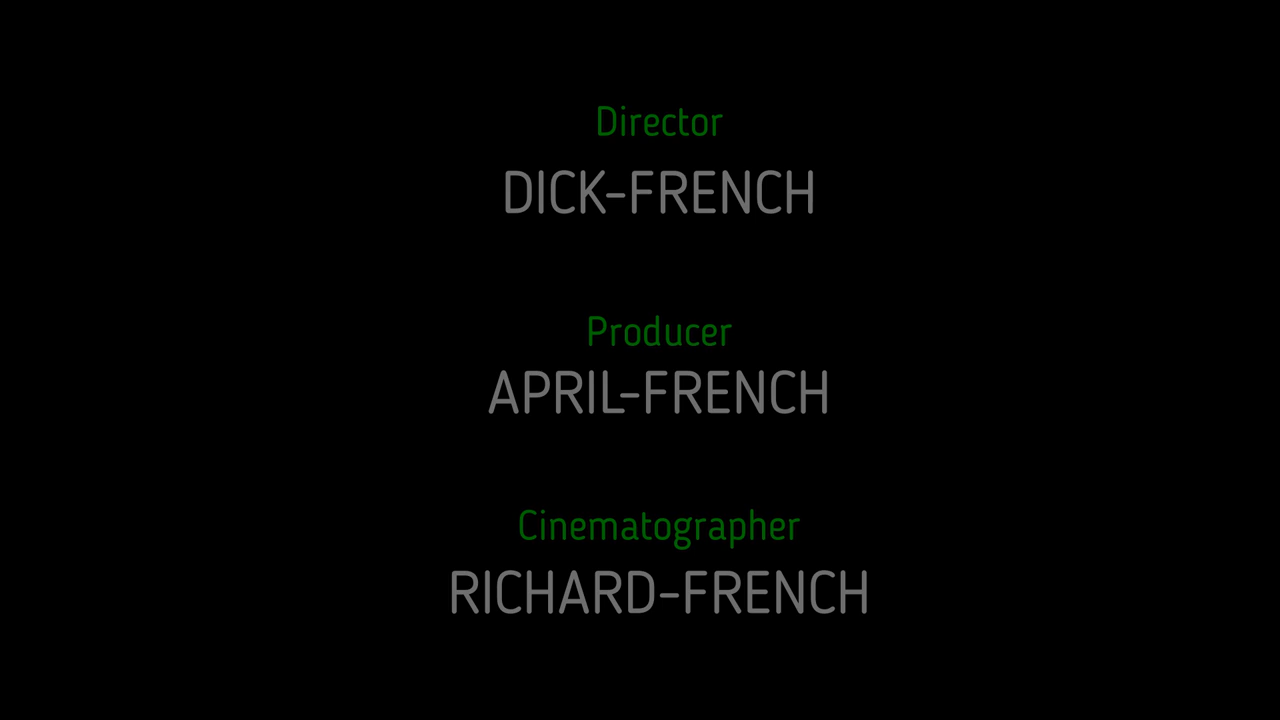 Director
DICK-FRENCH
Producer
APRIL-FRENCH
Cinematographer
RICHARD-FRENCH